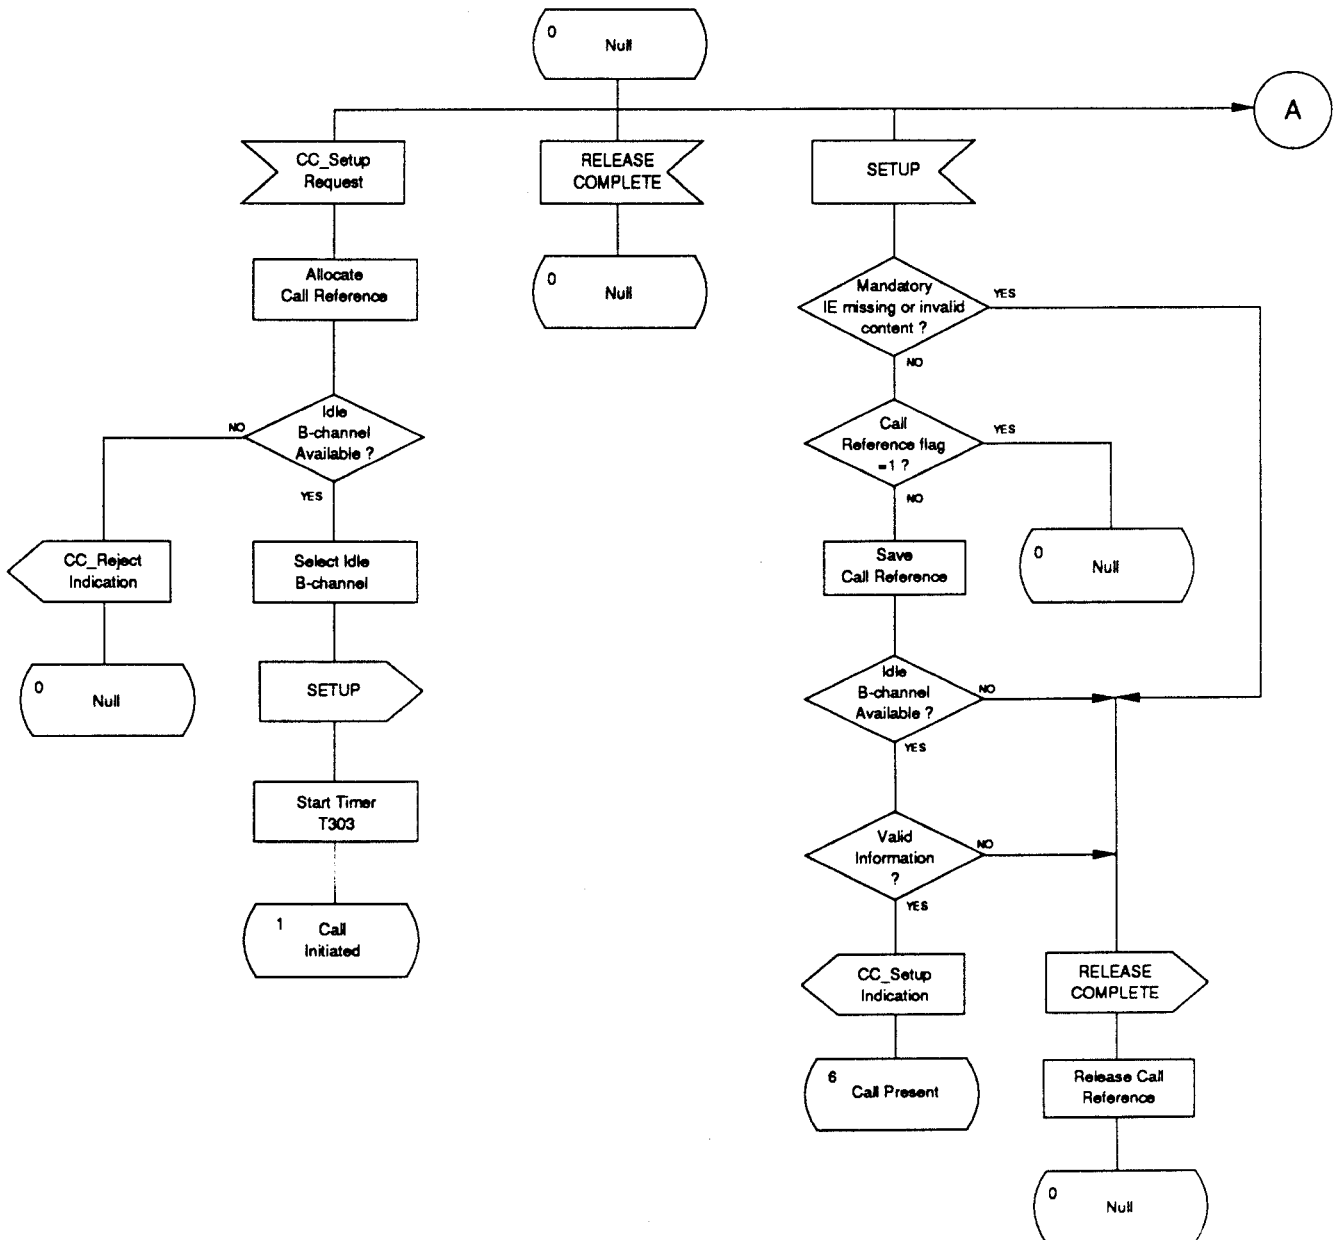 0
Null
A
CC_Setup
Request
RELEASE
COMPLETE
SETUP
Allocate
Call Reference
0
Null
Mandatory
IE missing or invalid
content ?
YES
NO
Idle
B-channel
Available ?
NO
YES
Call
Reference flag
=1 ?
YES
NO
CC_Reject
Indication
Select Idle
B-channel
Save
Call Reference
0
Null
0
Null
SETUP
Idle
B-channel
Available ?
NO
YES
Start Timer
T303
Valid
Information
?
NO
YES
1
Call
Initiated
CC_Setup
Indication
RELEASE
COMPLETE
6
Call Present
Release Call
Reference
0
Null